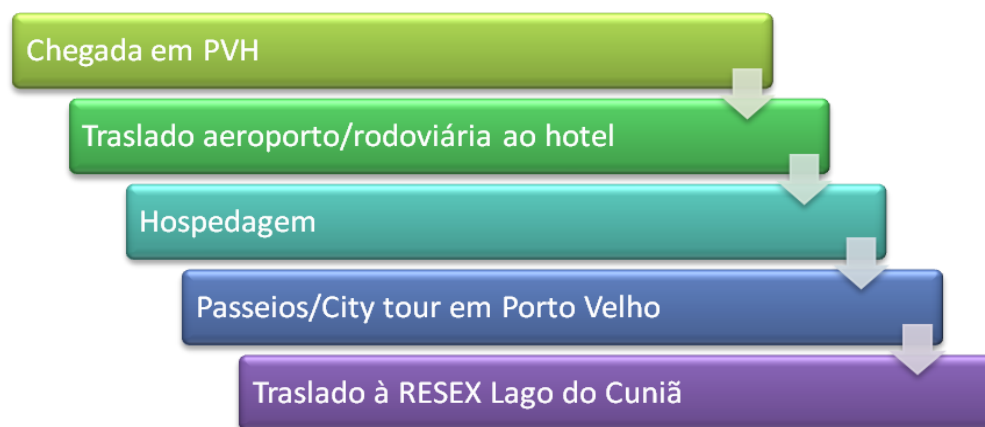 Chegada em PVH
Traslado aeroporto/rodoviária ao hotel
Hospedagem
Passeios/City tour em Porto Velho
Traslado à RESEX Lago do Cuniã